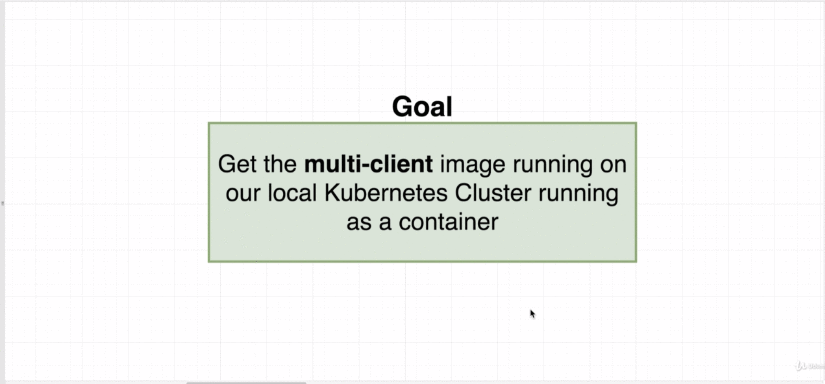 Goal
Get the multi-client image running on
our local Kubernetes Cluster running
as a container